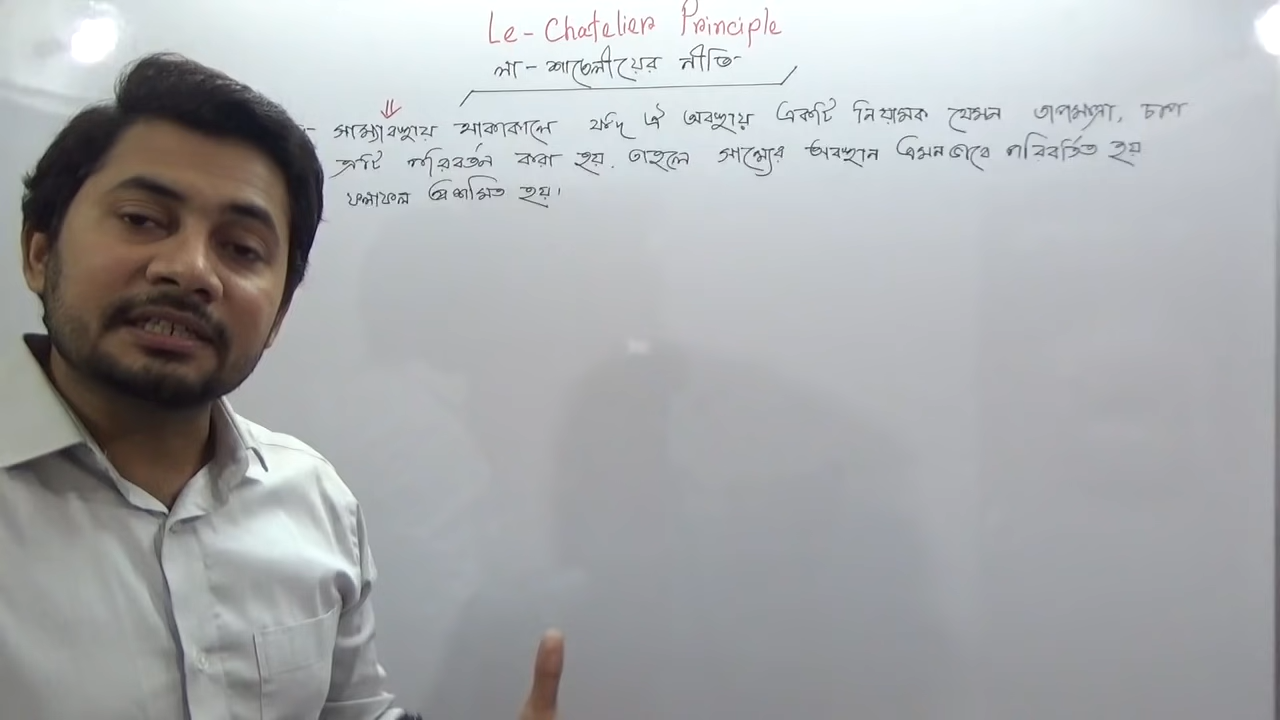 Le-Chatelier Principle
লা-শাতেলীয়ের নীতি
সাম্যাবস্থায় থাকাকালে যদি ঐ অবস্থায় একটি নিয়ামক যেমন তাপমাত্রা, চাপ
পরিবর্তন করা হয়, তাহলে সাম্যের অবস্থান এমনভাবে পরিবর্তিত হয়
ফলাফল প্রশমিত হয়।